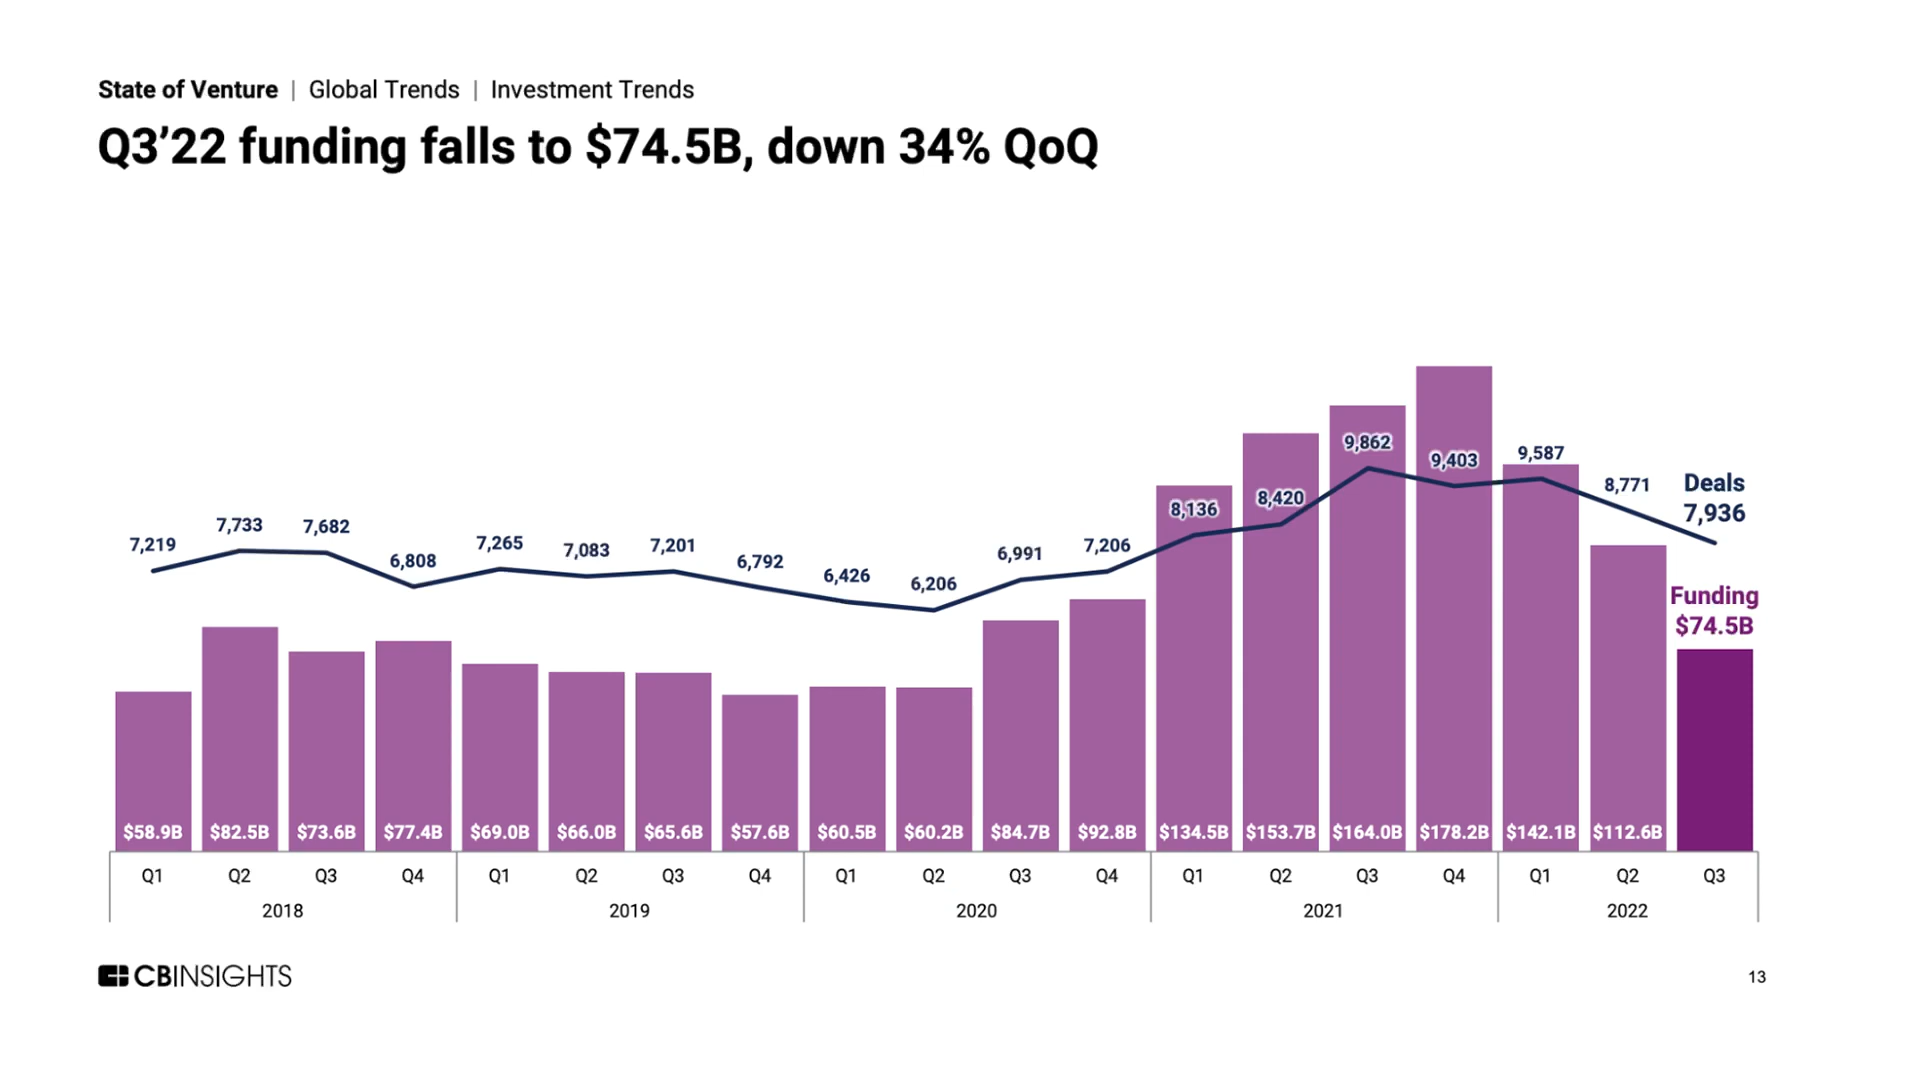 State of Venture | Global Trends | Investment Trends
Q3’22 funding falls to $74.5B, down 34% QoQ
7,219
7,733
7,682
6,808
7,265
7,083
7,201
6,792
6,426
6,206
6,991
7,206
8,136
8,420
9,862
9,403
9,587
8,771
Deals
7,936
Funding
$74.5B
$58.9B $82.5B $73.6B $77.4B $69.0B $66.0B $65.6B $57.6B $60.5B $60.2B $84.7B $92.8B $134.5B $153.7B $164.0B $178.2B $142.1B $112.6B
Q1 Q2 Q3 Q4 Q1 Q2 Q3 Q4 Q1 Q2 Q3 Q4 Q1 Q2 Q3 Q4 Q1 Q2 Q3
2018 2019 2020 2021 2022
CBINSIGHTS
13